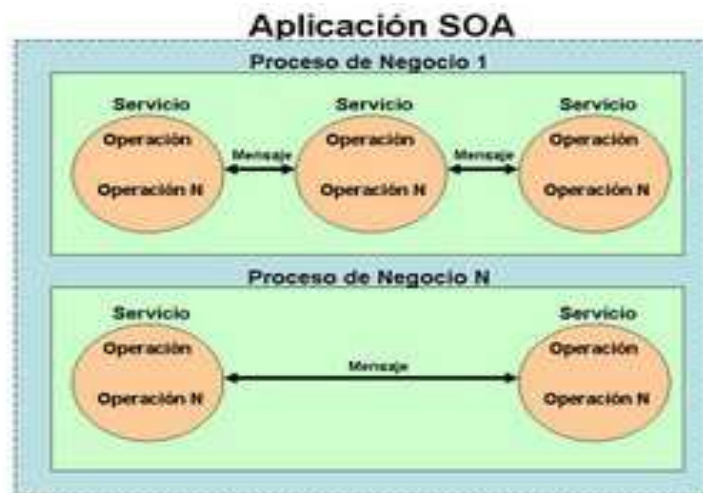 Aplicación SOA
Proceso de Negocio 1
Servicio Servicio Servicio
Operación Operación Operación
Mensaje Mensaje
Operación N Operación N Operación N
Proceso de Negocio N
Servicio Servicio
Operación Operación
Mensaje
Operación N Operación N